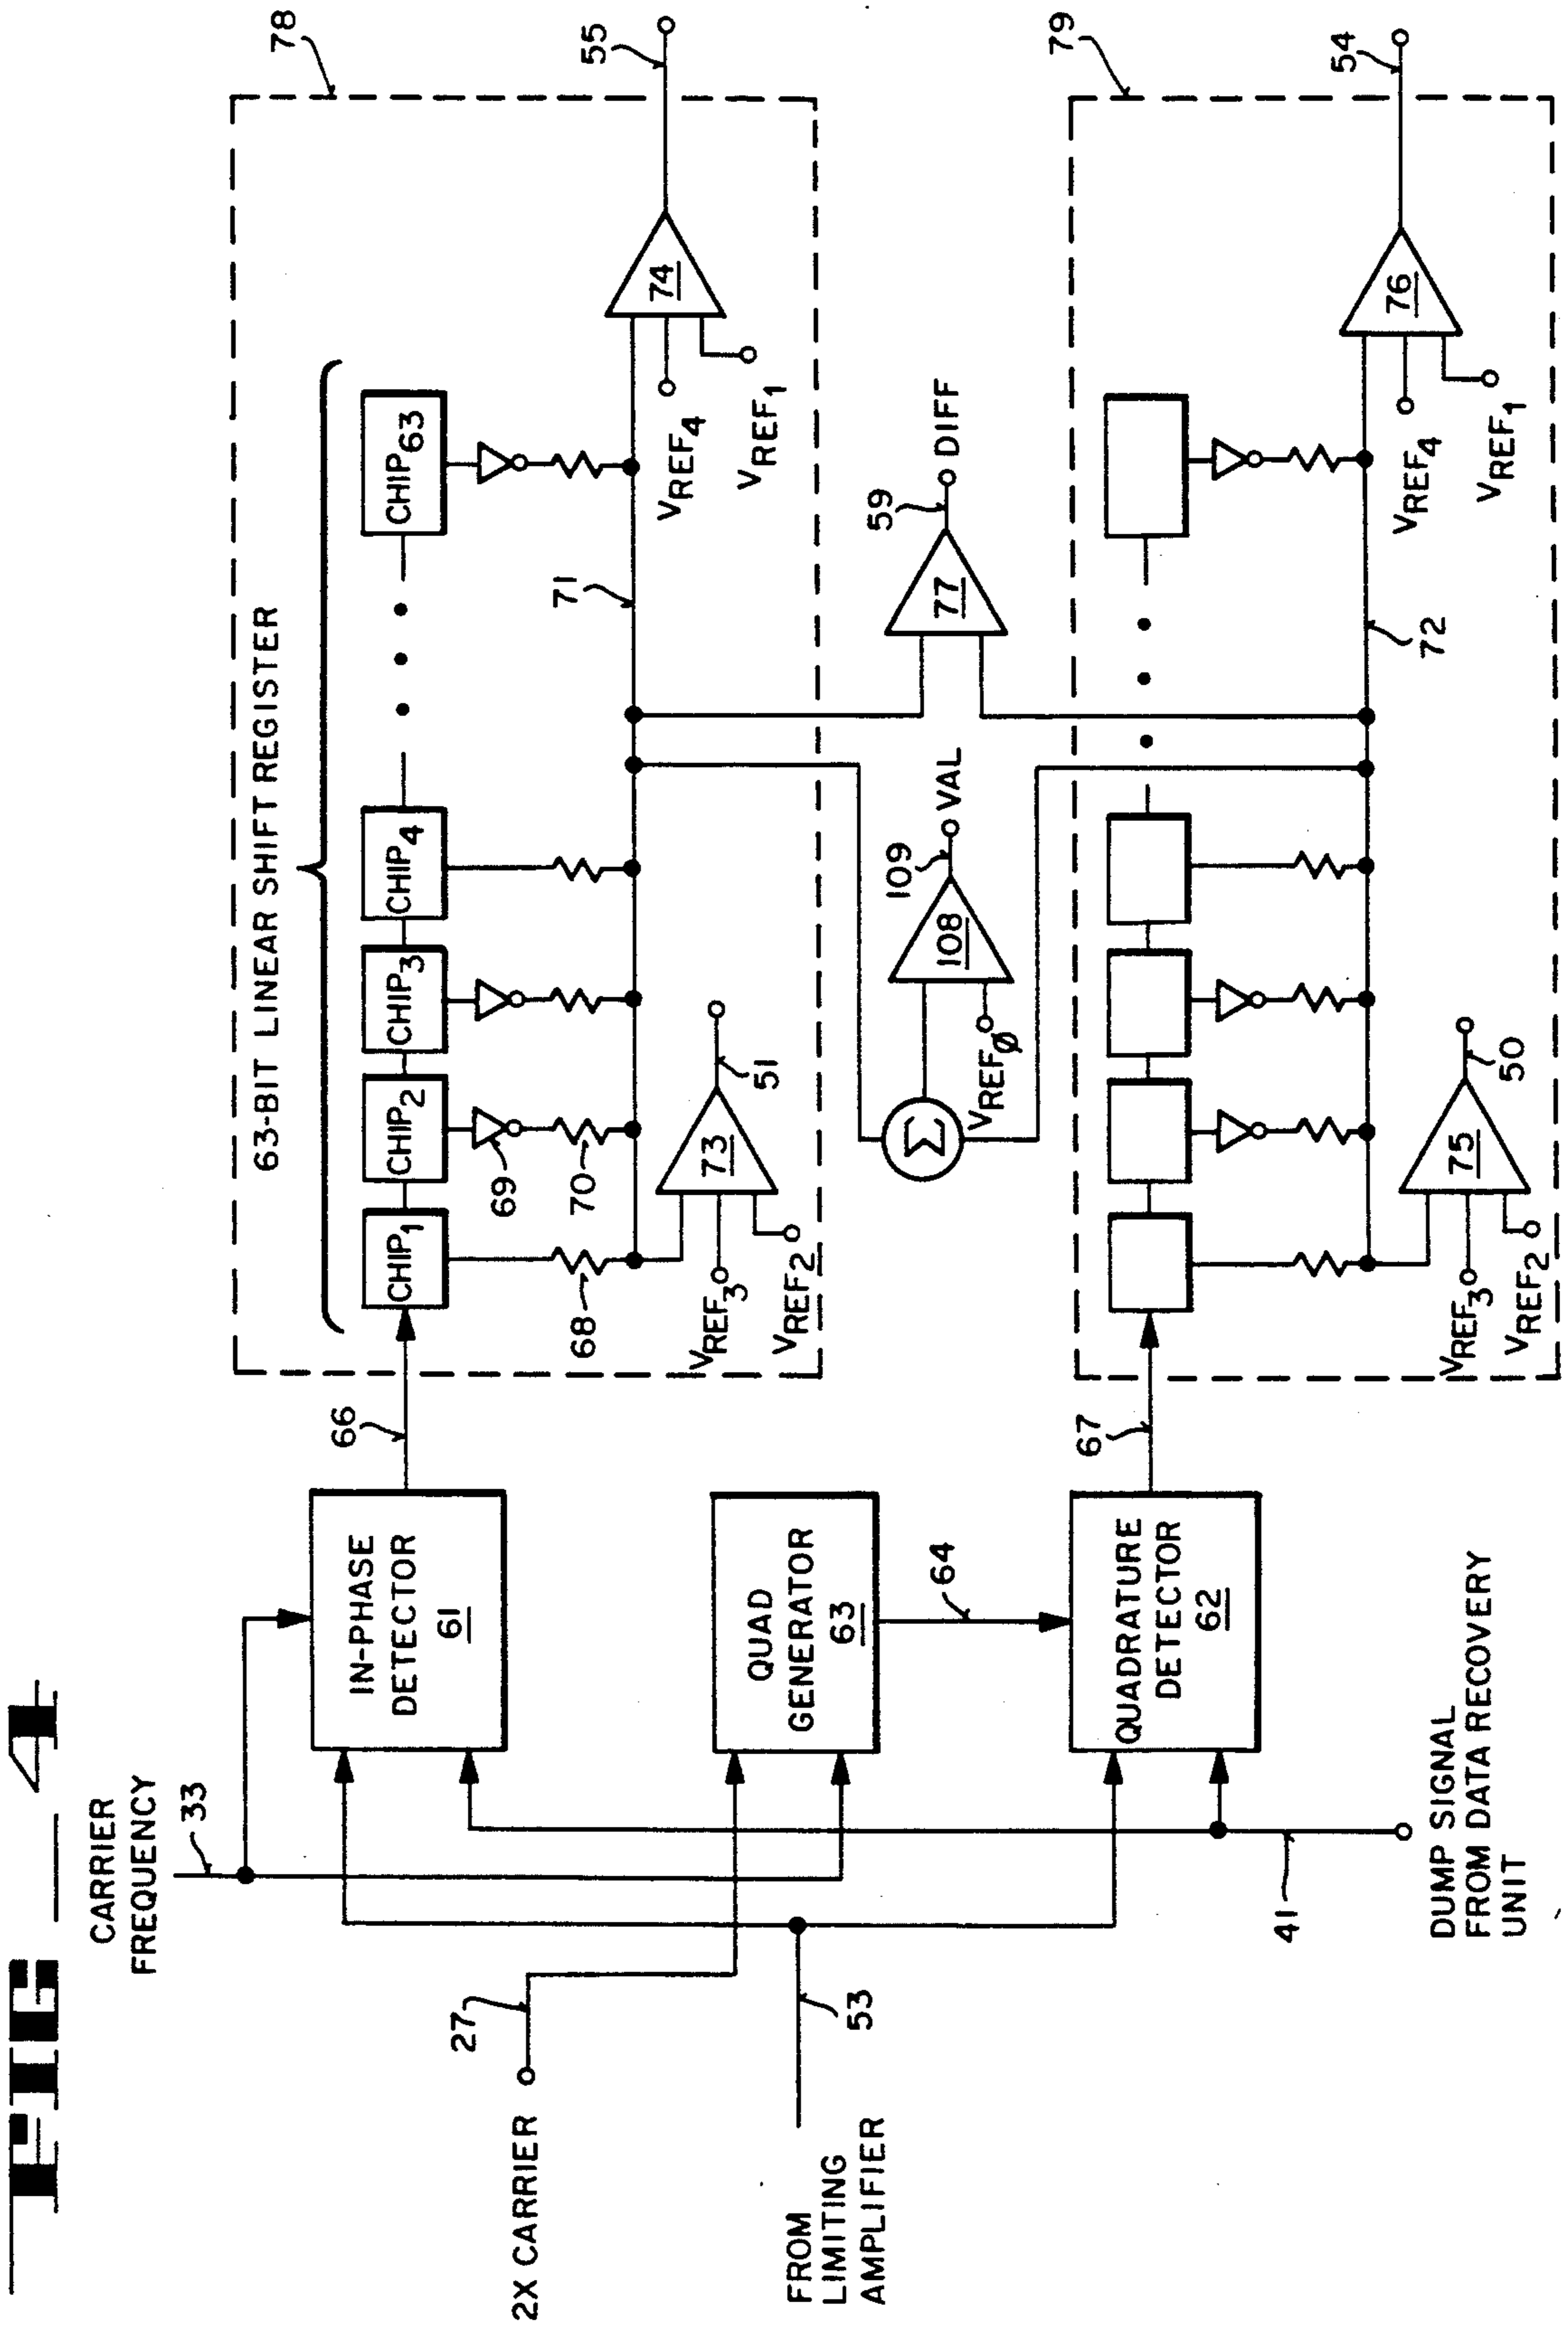 FIG_4
CARRIER
FREQUENCY
33
27
2X CARRIER
53
FROM
LIMITING
AMPLIFIER
41
DUMP SIGNAL
FROM DATA RECOVERY
UNIT
IN-PHASE
DETECTOR
61
QUAD
GENERATOR
63
64
QUADRATURE
DETECTOR
62
66
67
63-BIT LINEAR SHIFT REGISTER
78
CHIP1
CHIP2
CHIP3
CHIP4
CHIP63
68
69
70
71
VREF3
VREF2
73
51
VREF4
VREF1
74
55
Σ
VREFØ
108
109
VAL
77
59
DIFF
79
72
VREF3
VREF2
75
50
VREF4
VREF1
76
54